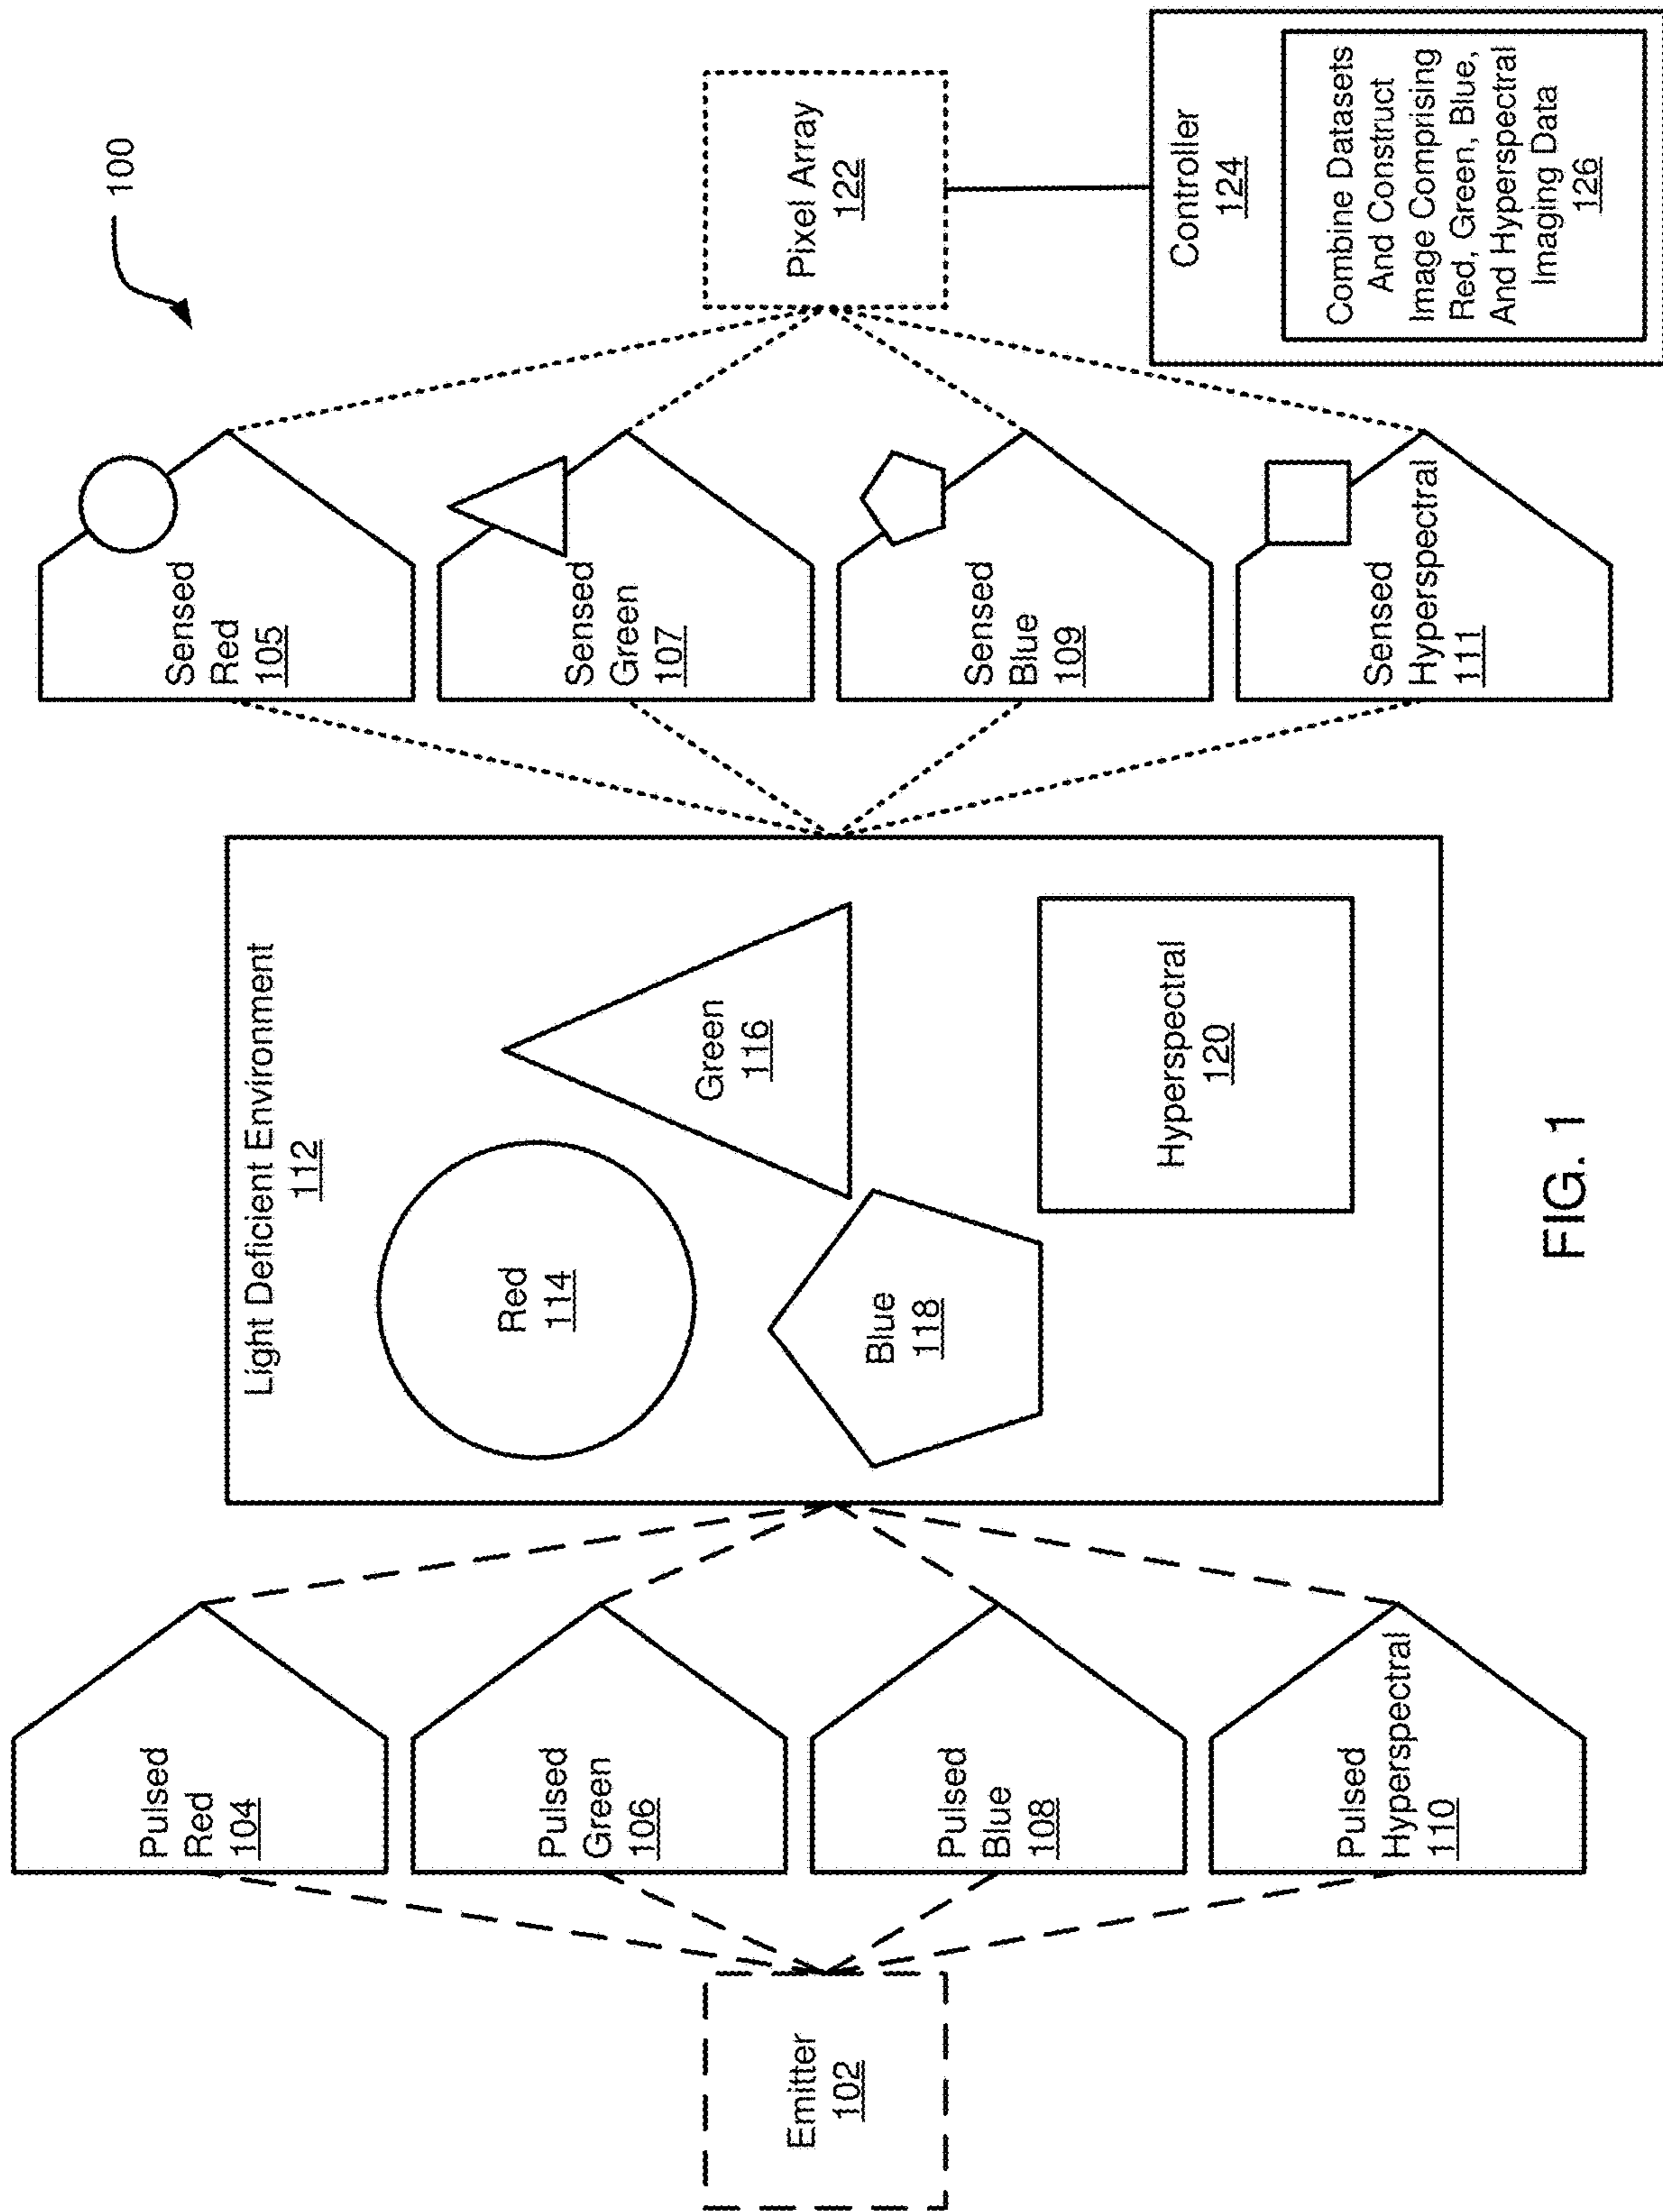 100
Emitter
102
Pulsed
Red
104
Pulsed
Green
106
Pulsed
Blue
108
Pulsed
Hyperspectral
110
Light Deficient Environment
112
Red
114
Green
116
Blue
118
Hyperspectral
120
Sensed
Red
105
Sensed
Green
107
Sensed
Blue
109
Sensed
Hyperspectral
111
Pixel Array
122
Controller
124
Combine Datasets
And Construct
Image Comprising
Red, Green, Blue,
And Hyperspectral
Imaging Data
126
FIG. 1